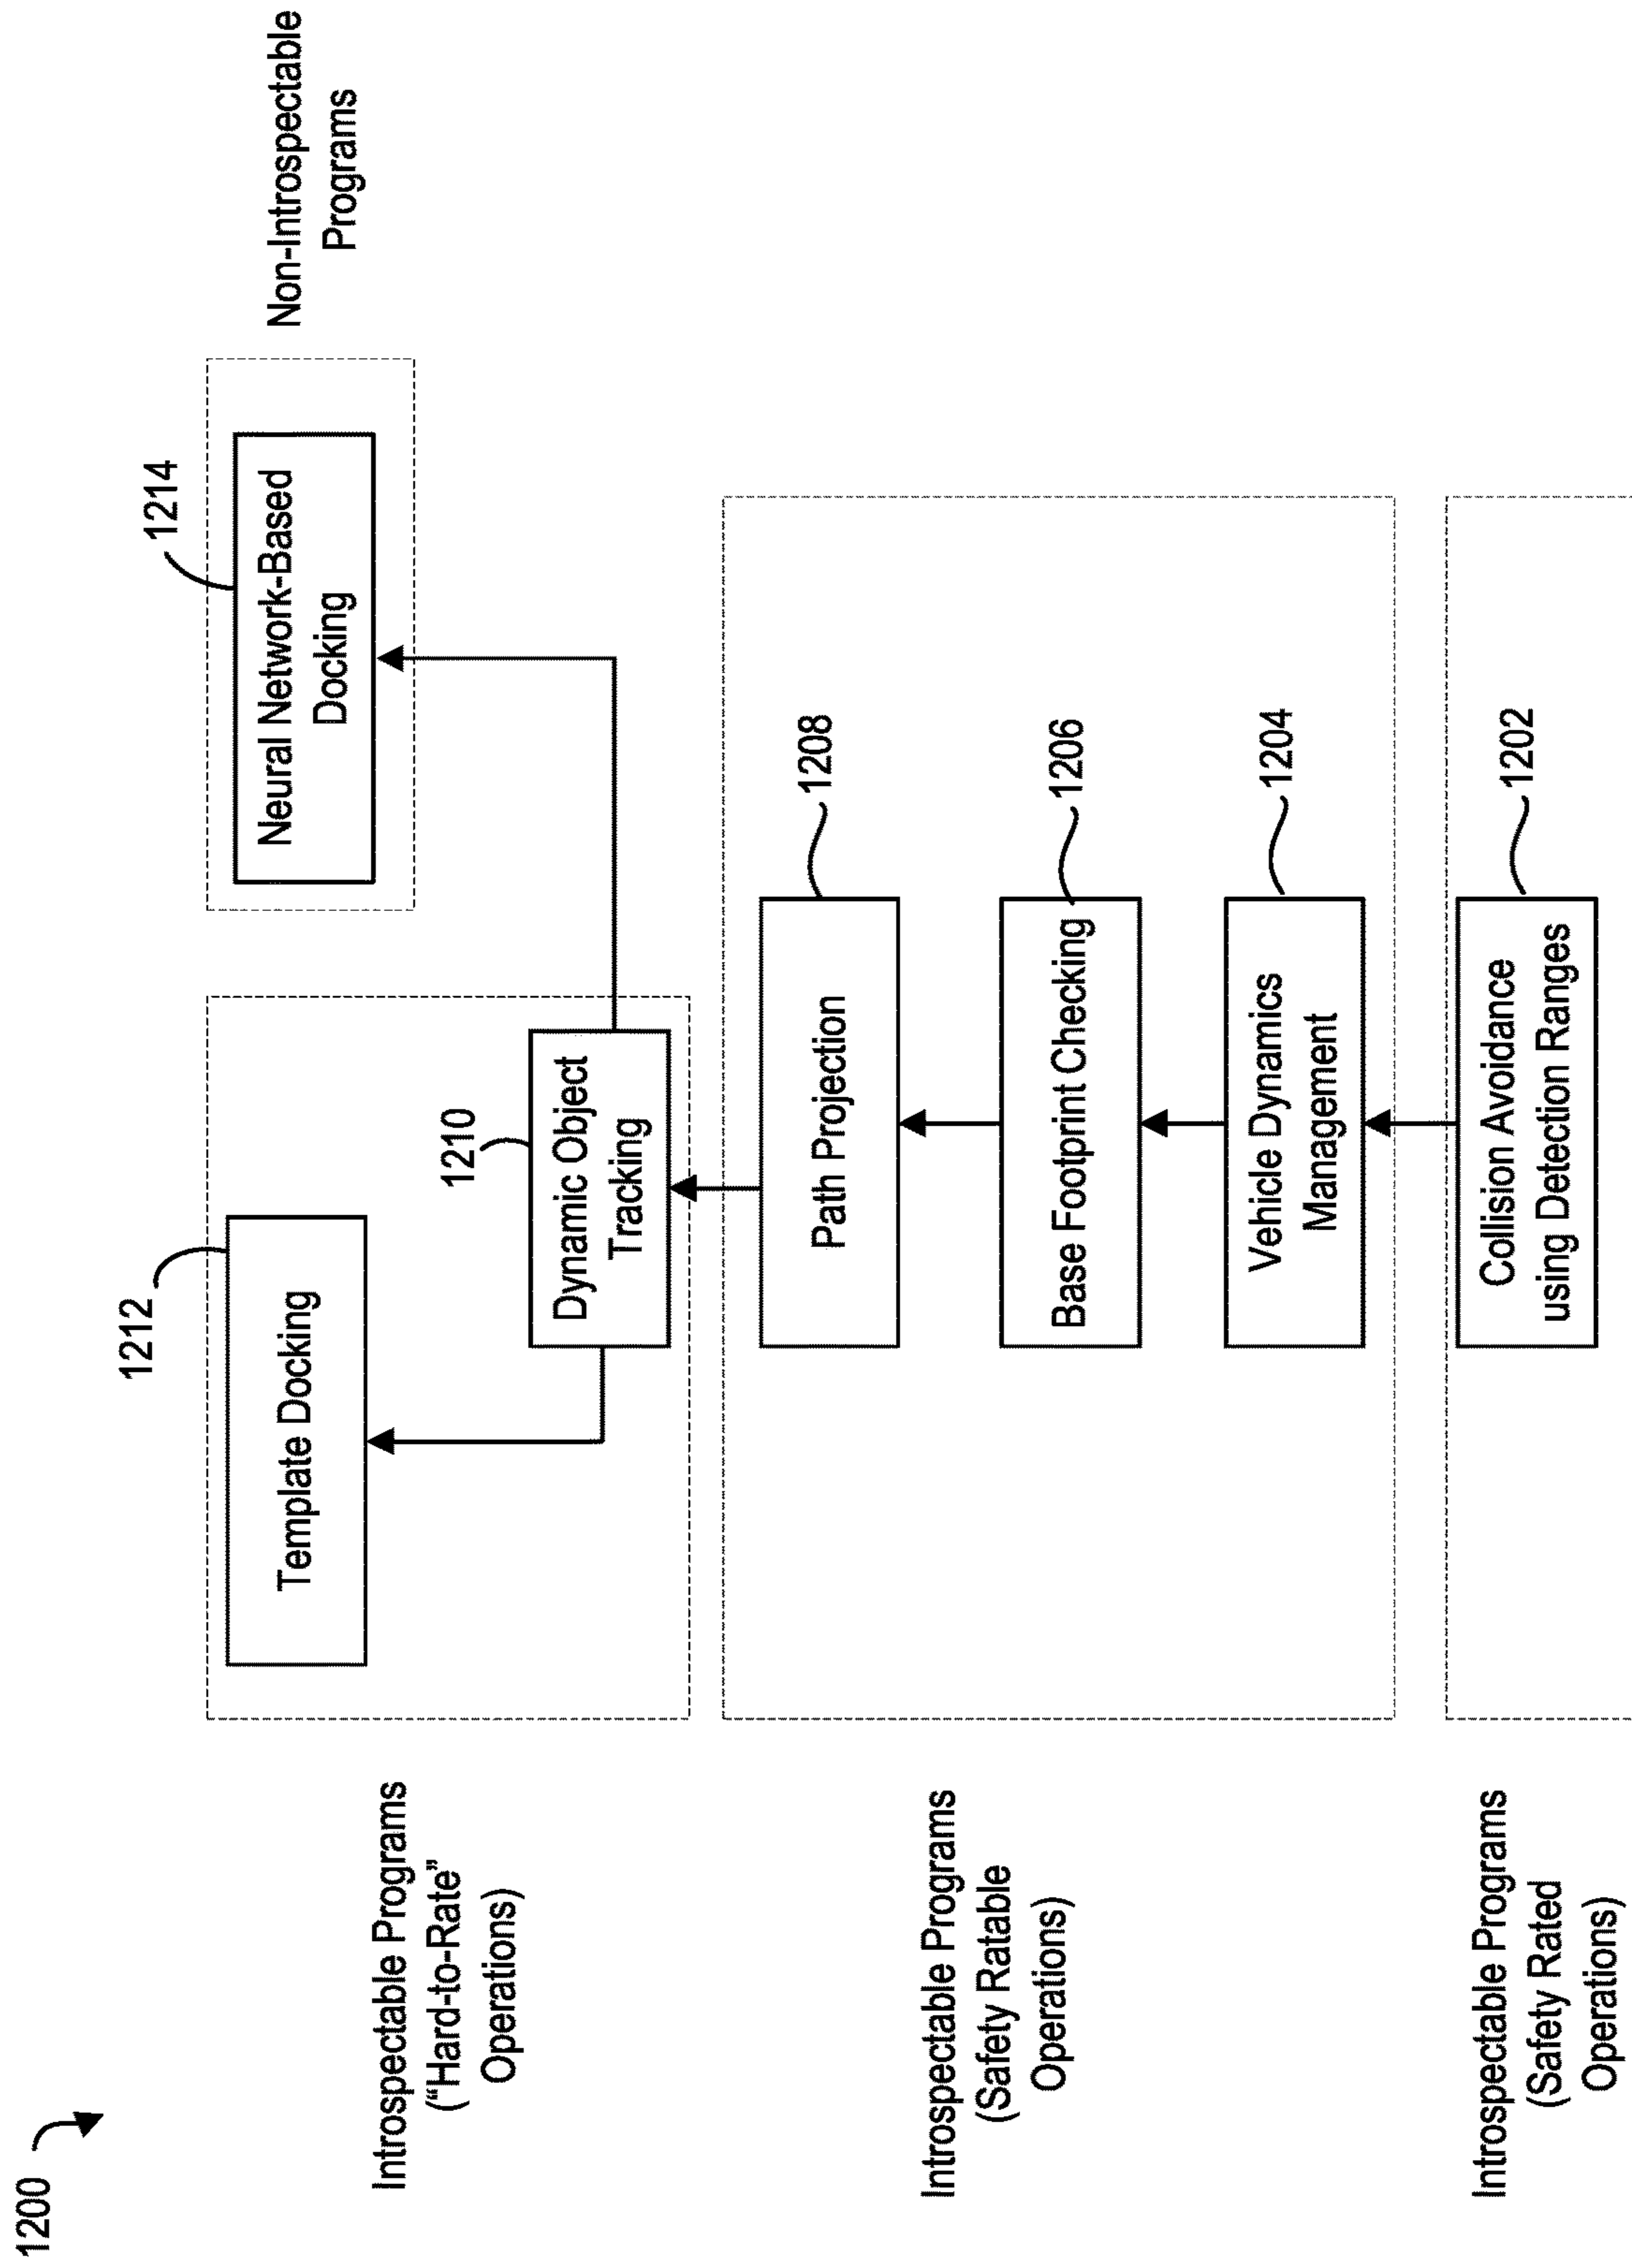 1200
Introspectable Programs
("Hard-to-Rate"
Operations)
1212
Template Docking
1210
Dynamic Object
Tracking
1214
Neural Network-Based
Docking
Non-Introspectable
Programs
Introspectable Programs
(Safety Ratable
Operations)
1208
Path Projection
1206
Base Footprint Checking
1204
Vehicle Dynamics
Management
Introspectable Programs
(Safety Rated
Operations)
1202
Collision Avoidance
using Detection Ranges